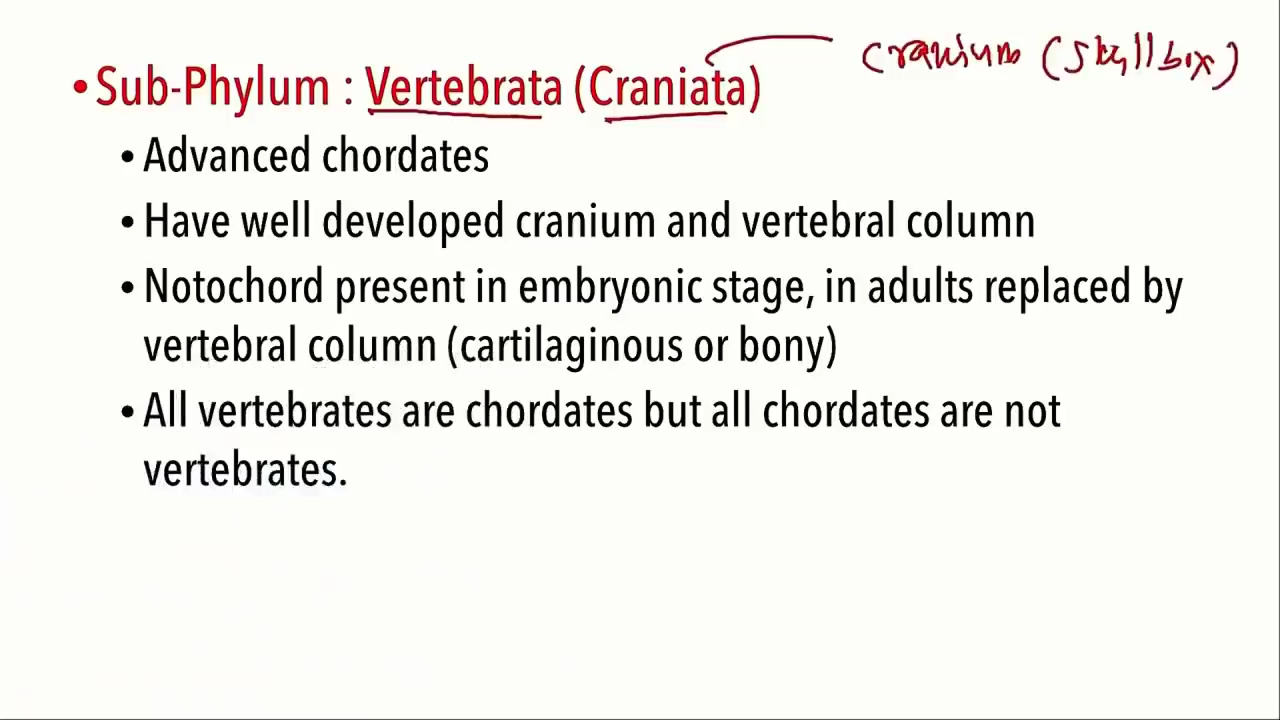 • Sub-Phylum : Vertebrata (Craniata) Cranium (Skullbox)
• Advanced chordates
• Have well developed cranium and vertebral column
• Notochord present in embryonic stage, in adults replaced by
vertebral column (cartilaginous or bony)
• All vertebrates are chordates but all chordates are not
vertebrates.